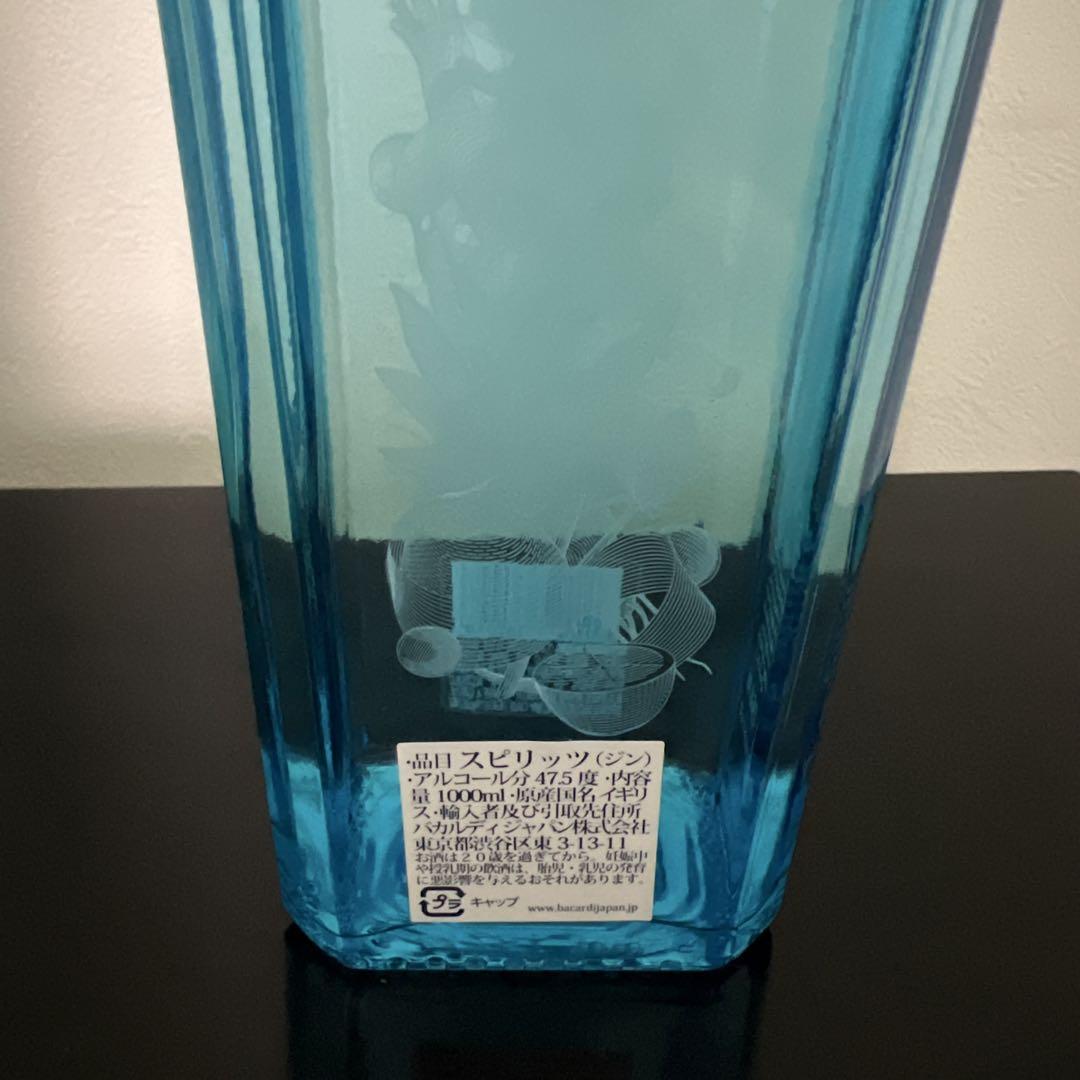 ・品目 スピリッツ(ジン)
・アルコール分 47.5 度・内容
量 1000ml・原産国名 イギリ
ス・輸入者及び引取先住所
バカルディジャパン株式会社
東京都渋谷区東 3-13-11
お酒は20歳を過ぎてから。妊娠中
や授乳期の飲酒は、胎児・乳児の発育
に悪影響を与えるおそれがあります。
プラ キャップ www.bacardijapan.jp